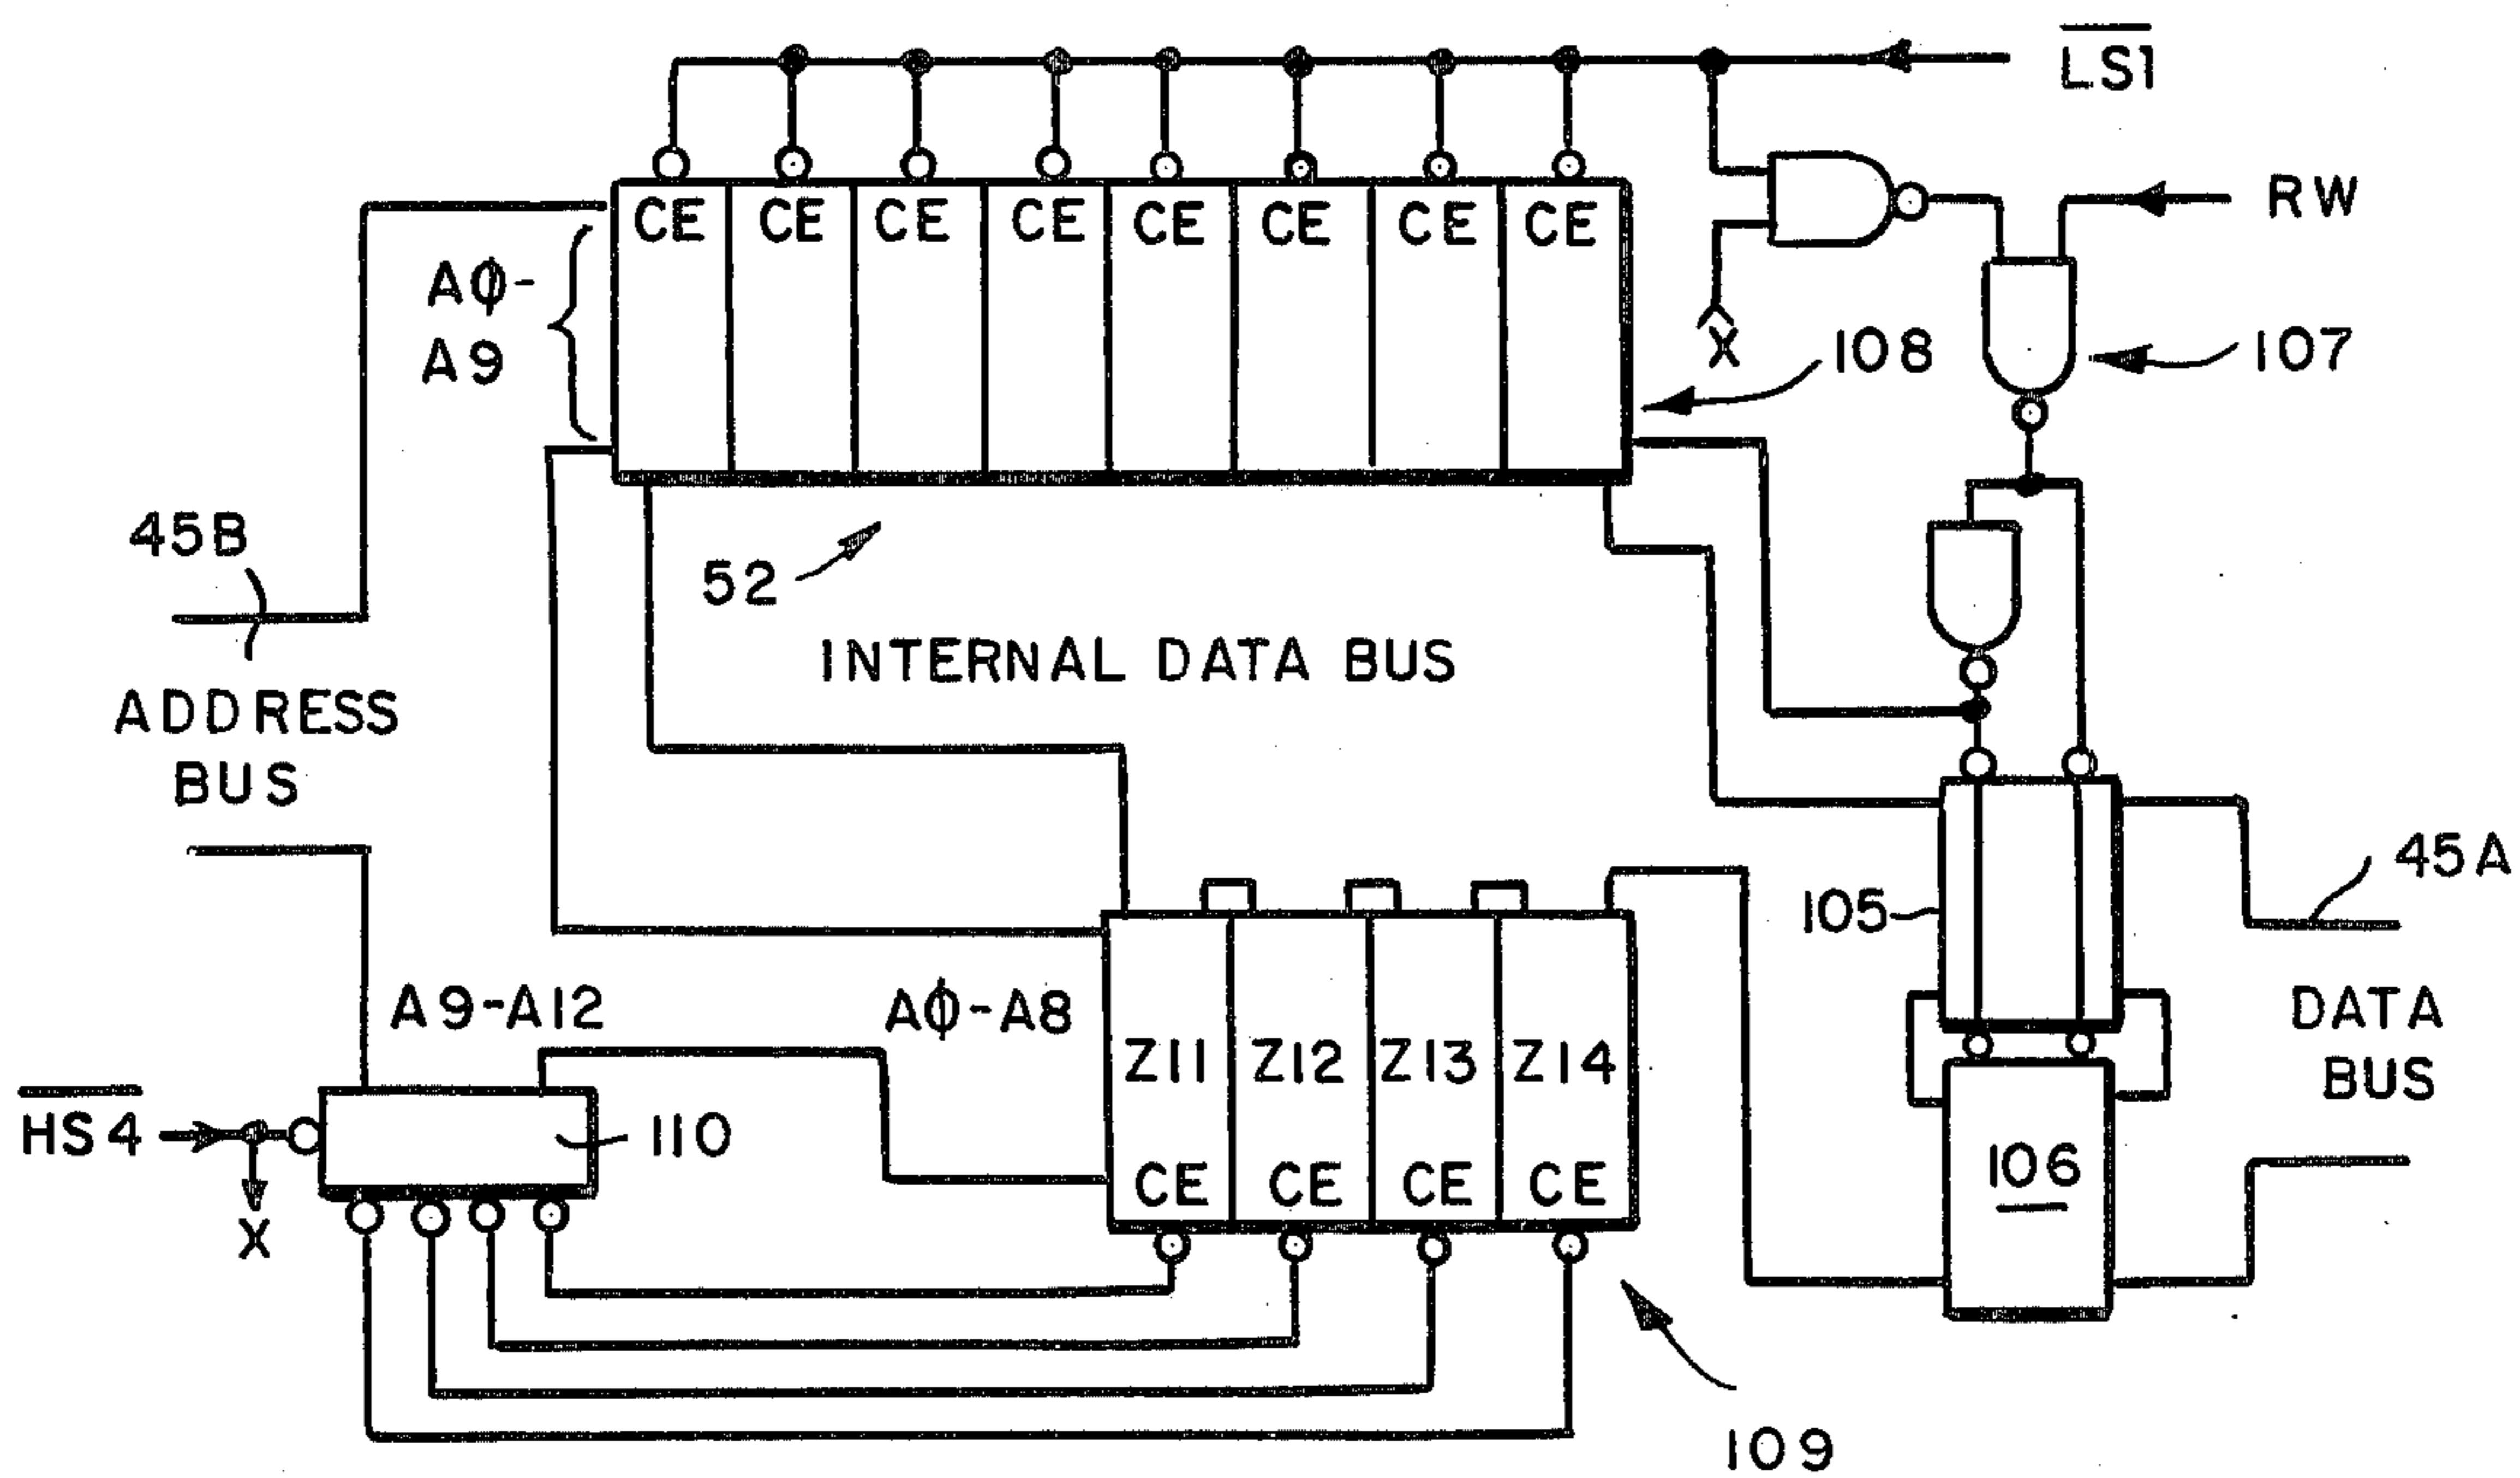 LS1
RW
CE CE CE CE CE CE CE CE
Aϕ-
A9
X
108
107
45B
52
INTERNAL DATA BUS
ADDRESS
BUS
45A
105
A9-A12
Aϕ-A8
DATA
BUS
Z11 Z12 Z13 Z14
HS4
110
106
CE CE CE CE
X
109